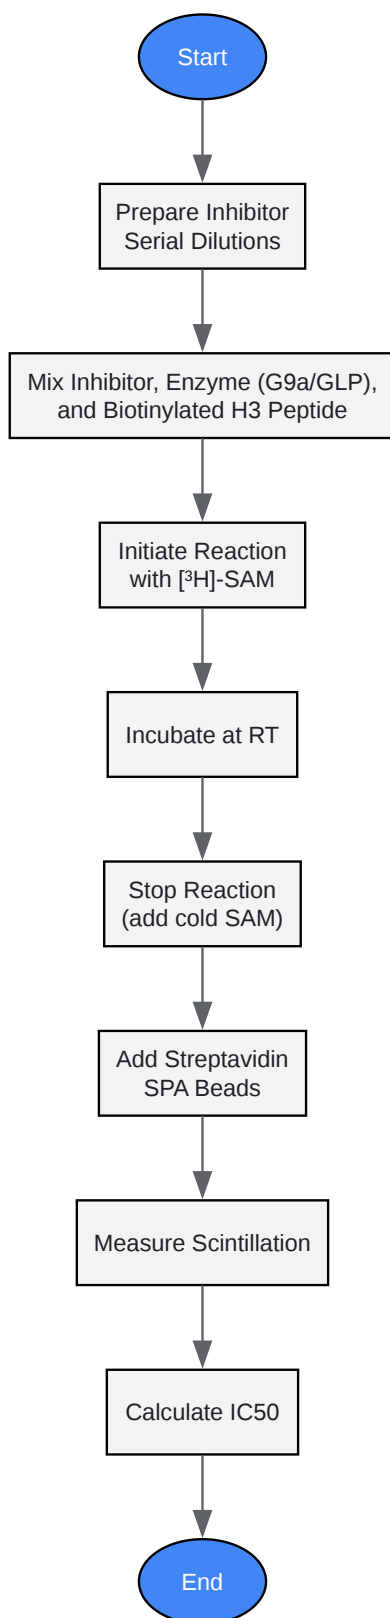 Start
Prepare Inhibitor
Serial Dilutions
Mix Inhibitor, Enzyme (G9a/GLP),
and Biotinylated H3 Peptide
Initiate Reaction
with [³H]-SAM
Incubate at RT
Stop Reaction
(add cold SAM)
Add Streptavidin
SPA Beads
Measure Scintillation
Calculate IC50
End